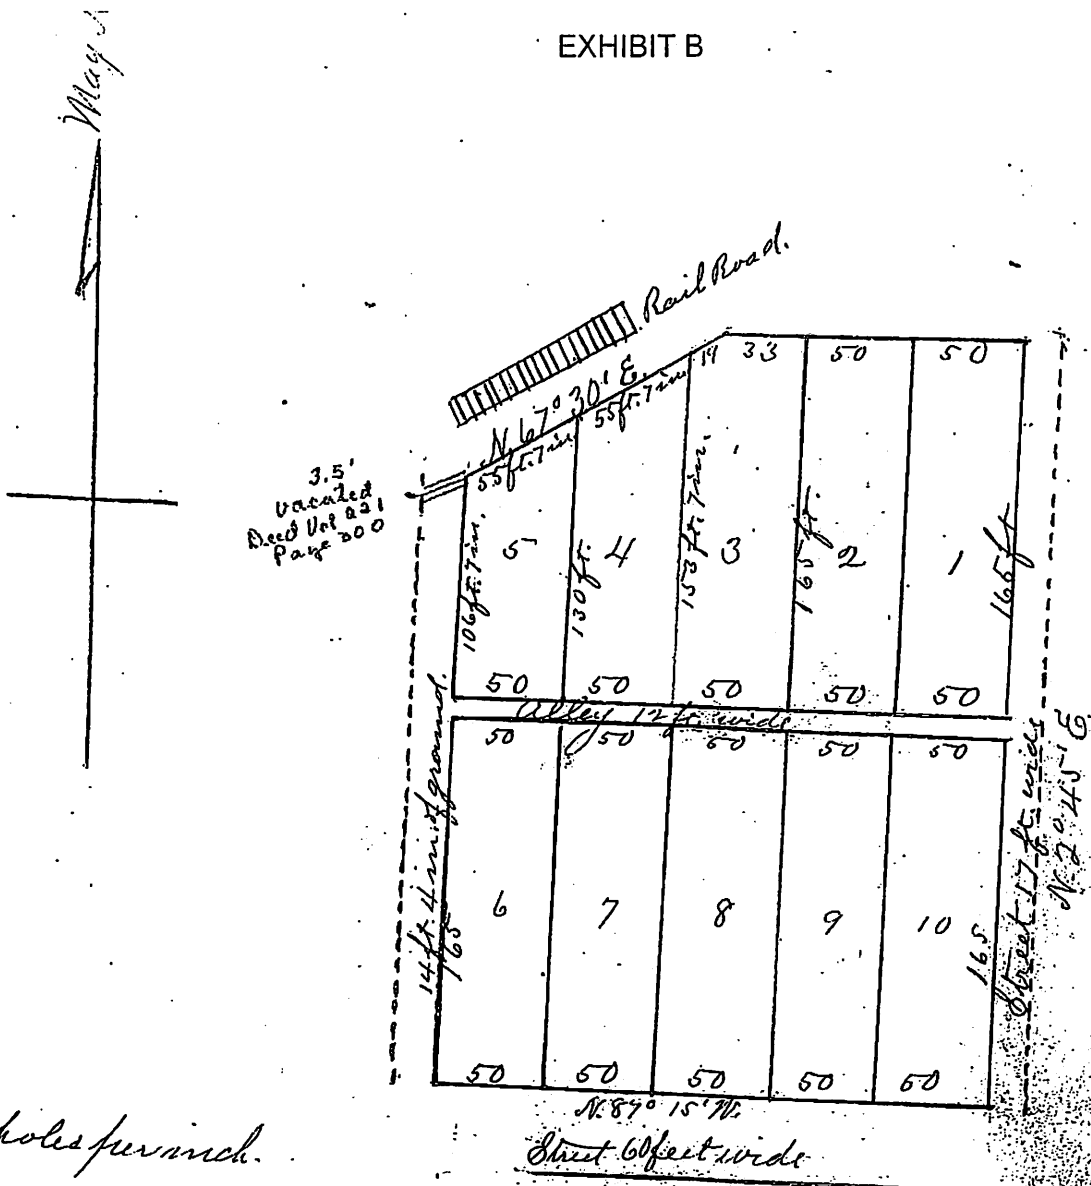 EXHIBIT B
May
Rail Road.
N. 67° 30' E.
14 33 50 50
55 ft. 7 in.
55 ft. 7 in.
3.5'
vacated
Deed Vol 221
Page 300
5 4 3 2 1
106 ft. 7 in.
130 ft.
153 ft. 7 in.
165 ft.
165 ft
50 50 50 50 50
Alley 12 ft wide
50 50 50 50 50
14 ft. 4 in. of ground.
165
6 7 8 9 10
165
Street 17 ft. wide
N. 2° 45' E
50 50 50 50 50
N. 87° 15' W.
Street 60 feet wide
poles per inch.